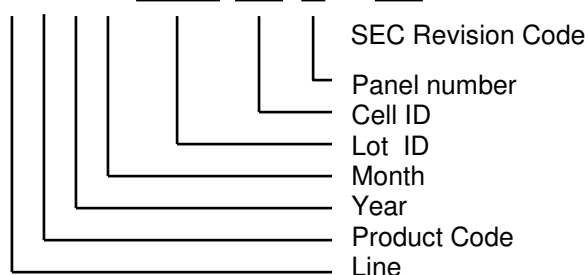 SEC Revision Code
Panel number
Cell ID
Lot ID
Month
Year
Product Code
Line